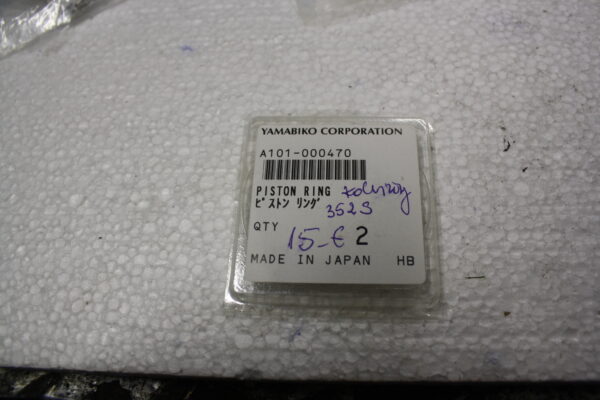 YAMABIKO CORPORATION
A101-000470
PISTON RING
ピストン リング 352S
QTY 15-€ 2
MADE IN JAPAN HB